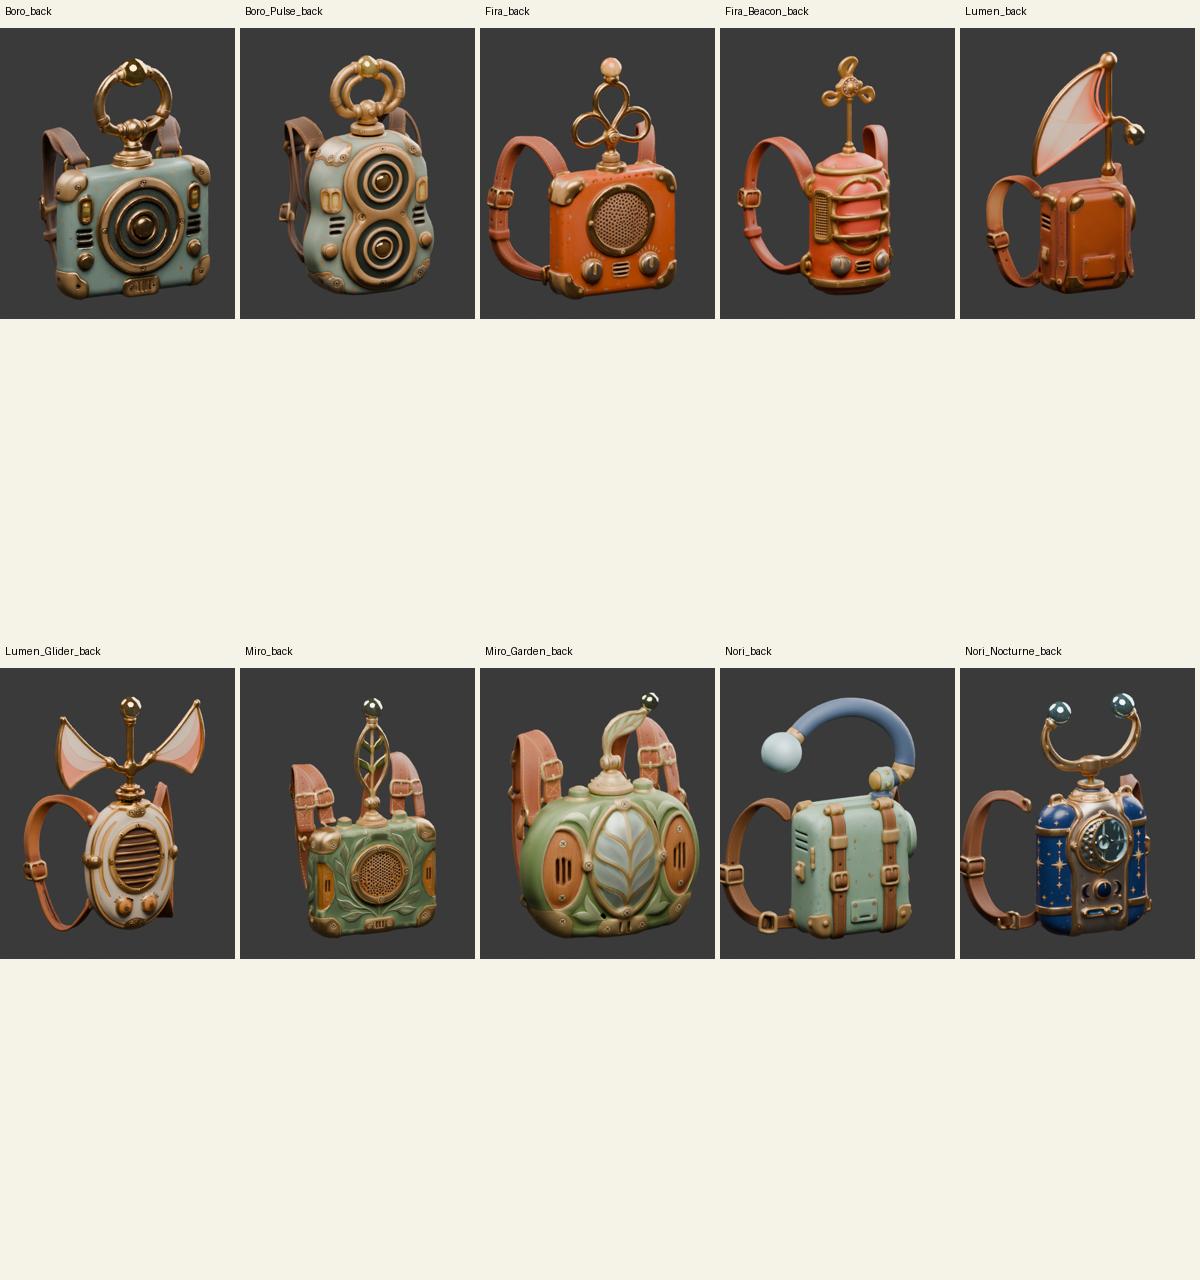 Boro_back
Boro_Pulse_back
Fira_back
Fira_Beacon_back
Lumen_back
Lumen_Glider_back
Miro_back
Miro_Garden_back
Nori_back
Nori_Nocturne_back